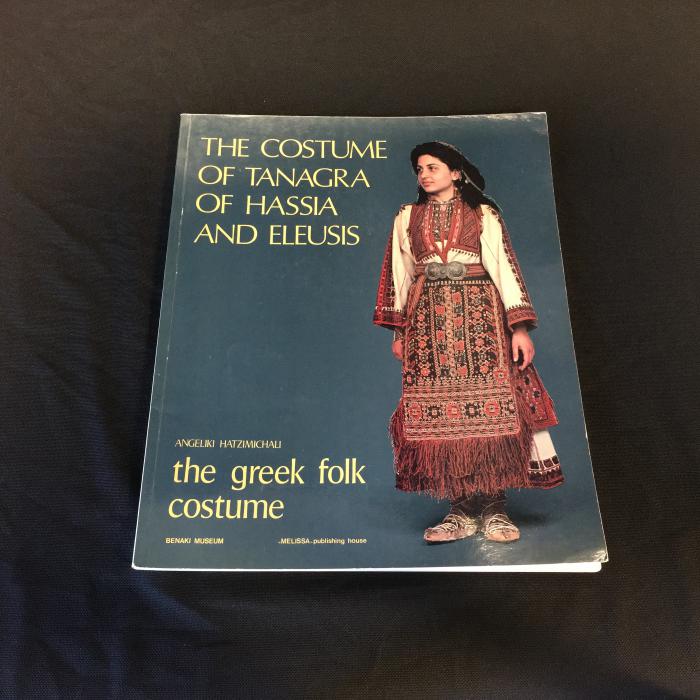 THE COSTUME
OF TANAGRA
OF HASSIA
AND ELEUSIS
ANGELIKI HATZIMICHALI
the greek folk
costume
BENAKI MUSEUM
«MELISSA» publishing house